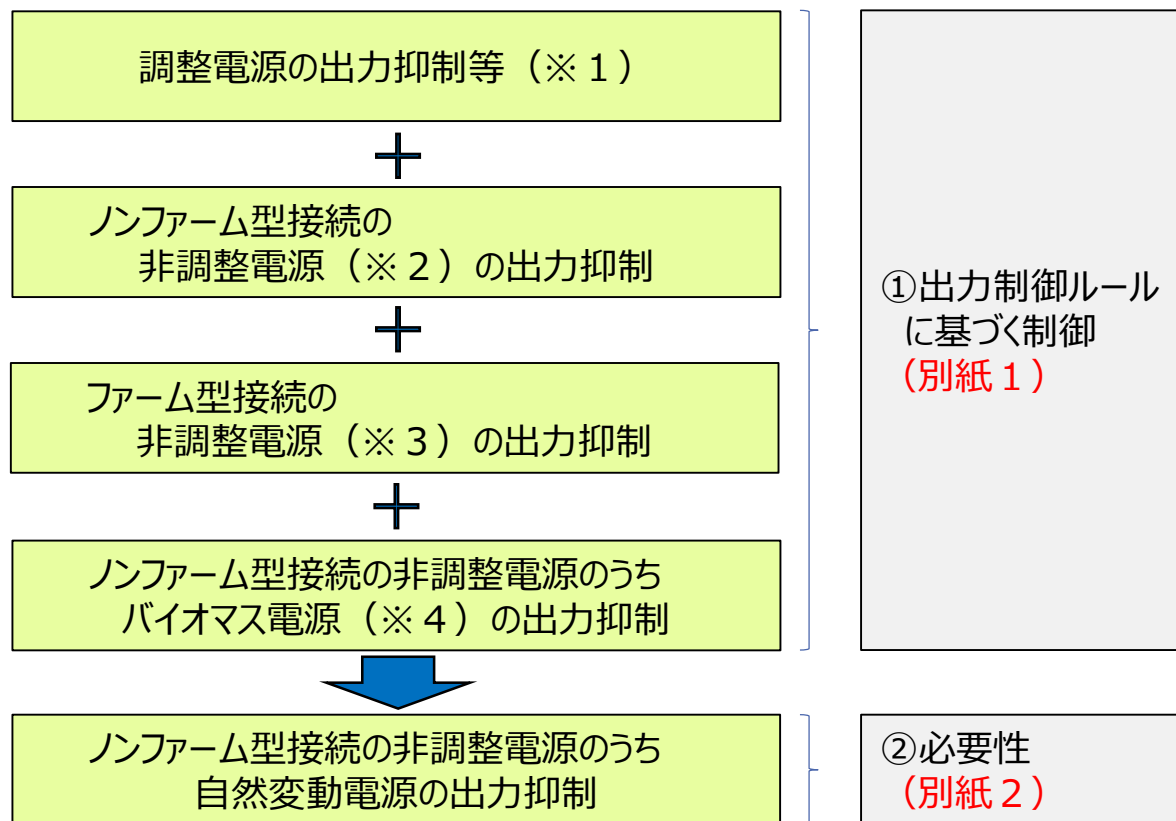 調整電源の出力抑制等（※１）
＋
ノンファーム型接続の
非調整電源（※２）の出力抑制
＋
ファーム型接続の
非調整電源（※３）の出力抑制
＋
ノンファーム型接続の非調整電源のうち
バイオマス電源（※４）の出力抑制
ノンファーム型接続の非調整電源のうち
自然変動電源の出力抑制
①出力制御ルール
に基づく制御
（別紙１）
②必要性
（別紙２）